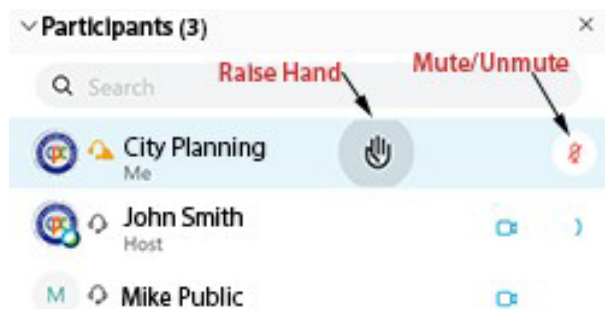 Participants (3)
Search
Raise Hand
Mute/Unmute
City Planning
Me
John Smith
Host
M
Mike Public